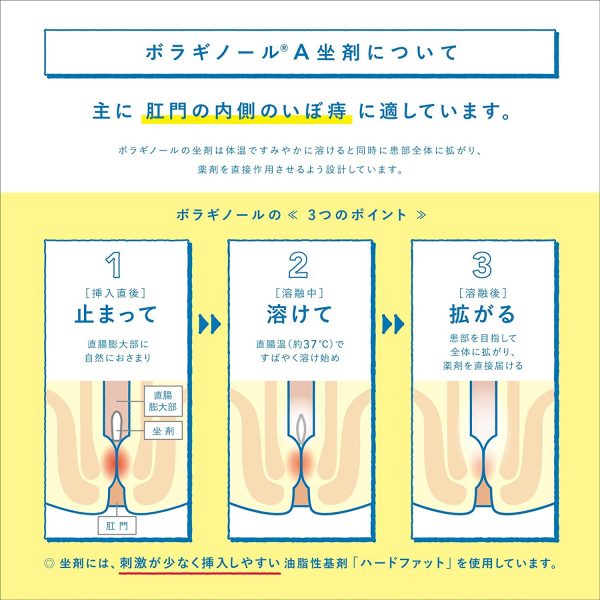 ボラギノール®A坐剤について
主に 肛門の内側のいぼ痔 に適しています。
ボラギノールの坐剤は体温ですみやかに溶けると同時に患部全体に拡がり、
薬剤を直接作用させるよう設計しています。
ボラギノールの≪ 3つのポイント ≫
1
[挿入直後]
止まって
直腸膨大部に
自然におさまり
直腸
膨大部
坐剤
肛門
2
[溶融中]
溶けて
直腸温(約37℃)で
すばやく溶け始め
3
[溶融後]
拡がる
患部を目指して
全体に拡がり、
薬剤を直接届ける
◎ 坐剤には、刺激が少なく挿入しやすい 油脂性基剤「ハードファット」を使用しています。